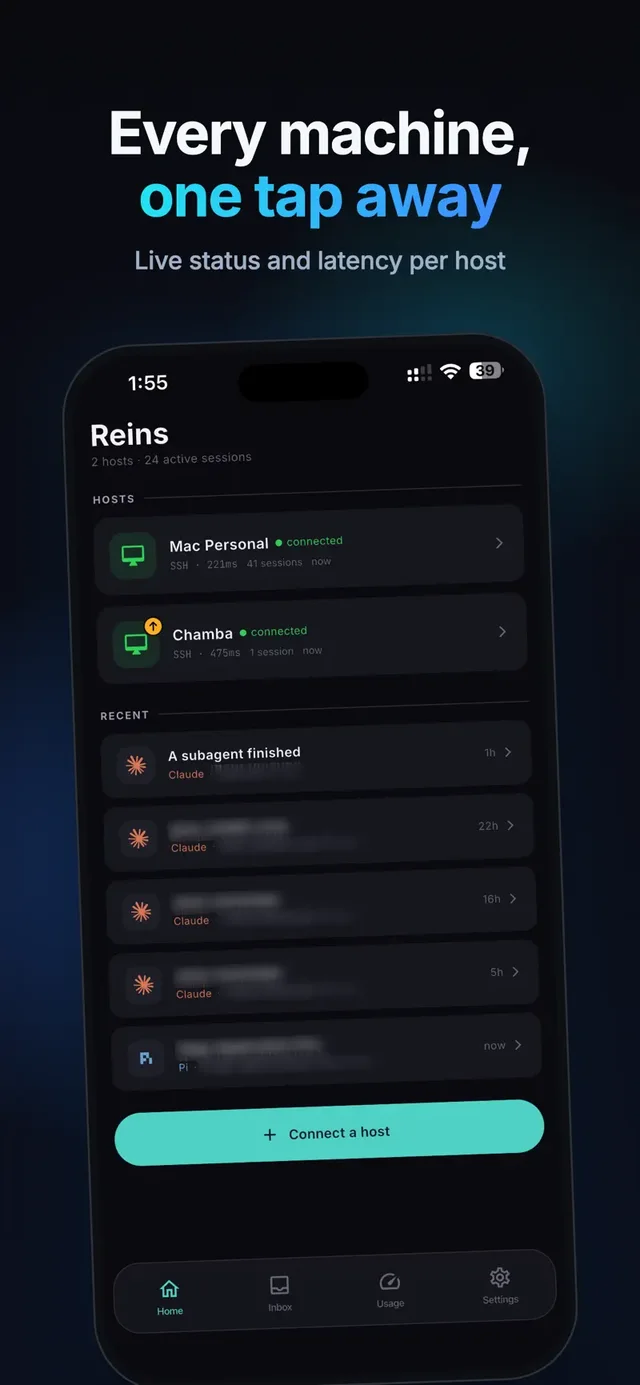 Every machine,
one tap away
Live status and latency per host
1:55
39
Reins
2 hosts · 24 active sessions
HOSTS
Mac Personal ● connected
SSH · 221ms 41 sessions now
Chamba ● connected
SSH · 475ms 1 session now
RECENT
A subagent finished
1h
Claude
22h
Claude
16h
Claude
5h
Claude
now
Pi
+ Connect a host
Home
Inbox
Usage
Settings